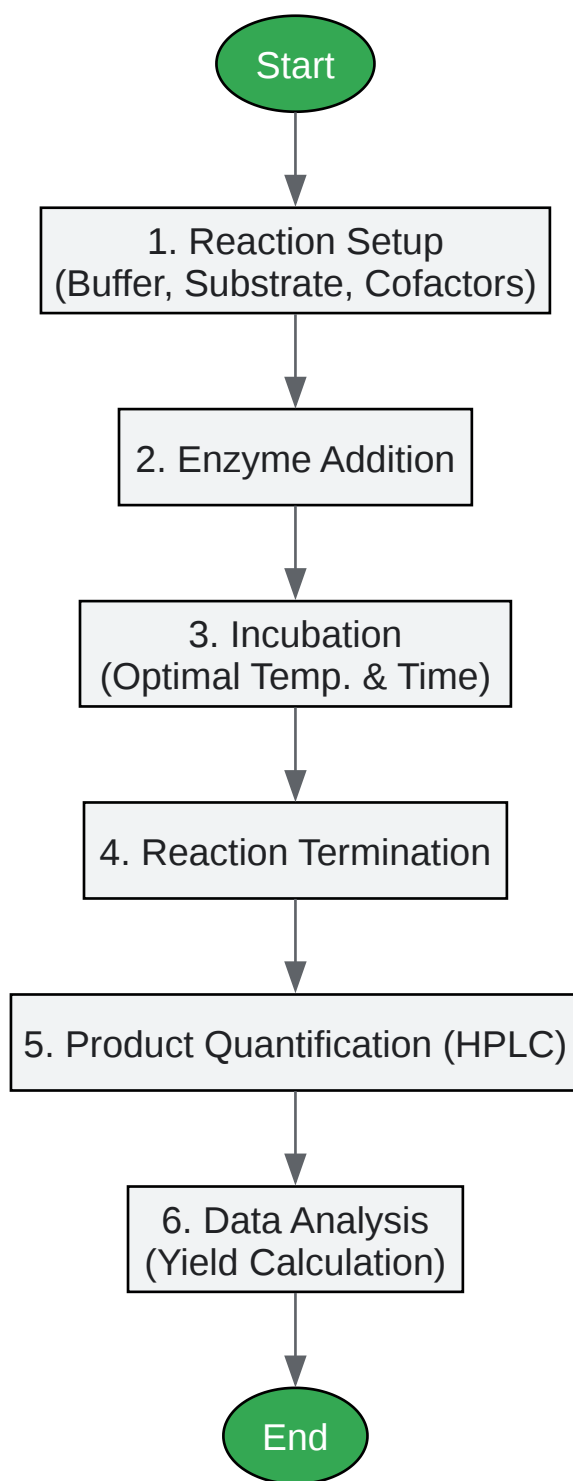 Start
1. Reaction Setup
(Buffer, Substrate, Cofactors)
2. Enzyme Addition
3. Incubation
(Optimal Temp. & Time)
4. Reaction Termination
5. Product Quantification (HPLC)
6. Data Analysis
(Yield Calculation)
End